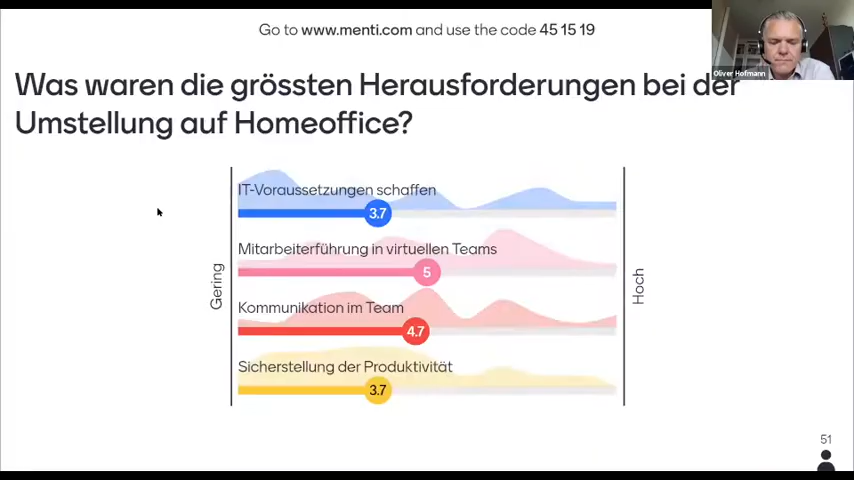 Go to www.menti.com and use the code 45 15 19
Oliver Hofmann
Was waren die grössten Herausforderungen bei der
Umstellung auf Homeoffice?
IT-Voraussetzungen schaffen
3.7
Mitarbeiterführung in virtuellen Teams
5
Gering
Hoch
Kommunikation im Team
4.7
Sicherstellung der Produktivität
3.7
51